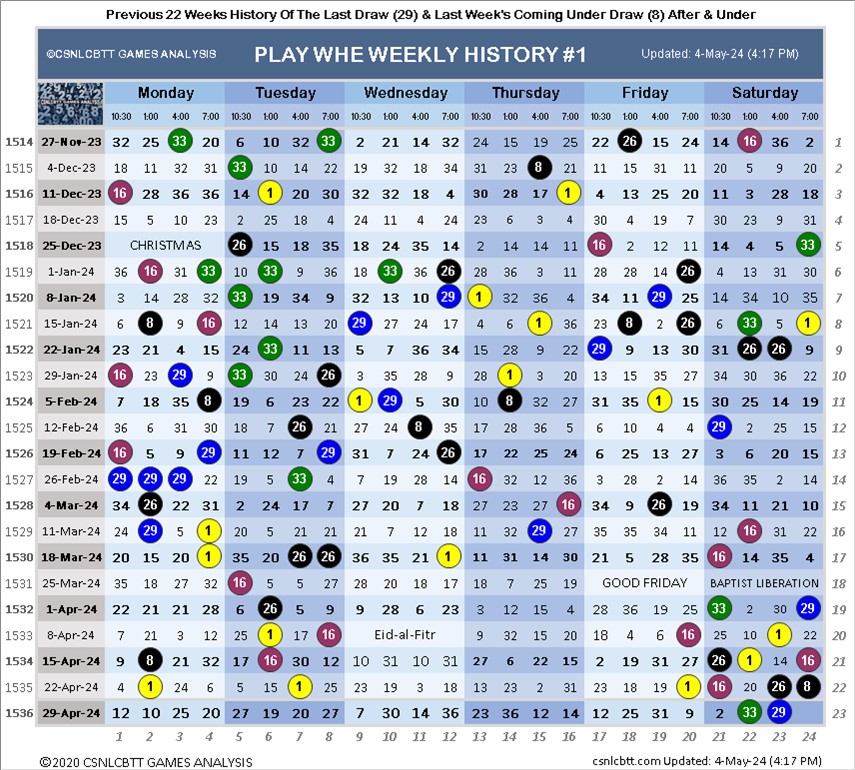 Previous 22 Weeks History Of The Last Draw (29) & Last Week's Coming Under Draw (8) After & Under
©CSNLCBTT GAMES ANALYSIS PLAY WHE WEEKLY HISTORY #1 Updated: 4-May-24 (4:17 PM)
Monday Tuesday Wednesday Thursday Friday Saturday
10:30 1:00 4:00 7:00 10:30 1:00 4:00 7:00 10:30 1:00 4:00 7:00 10:30 1:00 4:00 7:00 10:30 1:00 4:00 7:00 10:30 1:00 4:00 7:00
1514 27-Nov-23 32 25 33 20 6 10 32 33 2 21 14 32 24 15 19 25 22 26 15 24 14 16 36 2 1
1515 4-Dec-23 18 11 32 35 33 10 14 22 19 32 18 34 31 15 8 21 11 23 22 31 20 5 9 20 2
1516 11-Dec-23 16 28 36 36 14 1 20 30 32 32 18 4 30 28 17 1 4 13 25 20 11 3 28 18 3
1517 18-Dec-23 15 5 10 23 2 25 18 4 24 11 4 24 23 6 3 4 30 4 19 7 30 23 9 31 4
1518 25-Dec-23 CHRISTMAS 26 15 18 35 18 24 35 14 2 14 14 11 16 2 12 11 14 4 5 33 5
1519 1-Jan-24 36 16 31 33 10 33 9 36 10 33 36 26 28 36 3 11 28 28 14 26 4 13 31 30 6
1520 8-Jan-24 3 14 28 32 33 19 34 9 32 13 10 29 1 32 36 4 34 11 29 25 14 34 10 35 7
1521 15-Jan-24 6 8 9 16 12 14 13 20 29 27 24 17 4 5 1 36 23 8 2 26 6 33 5 1 8
1522 22-Jan-24 23 21 4 15 24 33 11 13 5 7 36 34 15 28 9 22 29 9 13 30 31 26 26 9 9
1523 29-Jan-24 16 23 29 9 33 30 24 26 3 35 28 9 28 1 3 20 11 15 35 27 34 30 36 22 10
1524 5-Feb-24 7 18 35 8 19 6 23 22 1 29 5 30 10 8 32 27 31 35 1 15 30 25 14 19 11
1525 12-Feb-24 36 6 31 30 18 7 26 21 27 24 8 35 12 17 28 5 6 10 4 4 29 2 25 15 12
1526 19-Feb-24 16 5 9 29 11 12 7 29 31 7 24 26 17 22 25 24 6 25 13 27 3 6 20 15 13
1527 26-Feb-24 29 29 29 22 19 5 33 4 7 19 28 14 16 13 32 36 3 28 2 14 36 35 2 14 14
1528 4-Mar-24 34 26 22 31 2 24 17 7 27 20 7 18 27 23 27 16 34 9 26 19 34 11 21 10 15
1529 11-Mar-24 24 29 5 1 20 5 21 21 21 7 12 18 11 32 29 27 35 35 34 11 12 16 31 22 16
1530 18-Mar-24 20 15 20 1 35 20 26 26 36 35 21 1 11 31 14 30 21 5 28 35 16 14 35 4 17
1531 25-Mar-24 35 18 27 32 16 5 5 27 28 20 18 17 18 7 25 19 GOOD FRIDAY BAPTIST LIBERATION 18
1532 1-Apr-24 22 21 21 28 6 26 5 9 9 28 6 23 3 12 15 4 28 36 19 25 33 2 30 29 19
1533 8-Apr-24 7 21 3 12 25 1 17 16 Eid-al-Fitr 9 32 15 20 18 4 6 16 25 10 1 22 20
1534 15-Apr-24 9 8 21 32 17 16 30 12 10 31 10 31 27 6 22 15 2 19 31 27 26 1 14 16 21
1535 22-Apr-24 4 1 24 6 5 15 1 25 23 19 3 18 13 23 2 21 23 18 19 1 16 20 26 8 22
1536 29-Apr-24 12 10 25 20 27 19 20 27 7 30 14 36 23 36 12 14 12 25 31 9 2 33 29 23
1 2 3 4 5 6 7 8 9 10 11 12 13 14 15 16 17 18 19 20 21 22 23 24
©2020 CSNLCBTT GAMES ANALYSIS csnlcbtt.com Updated: 4-May-24 (4:17 PM)